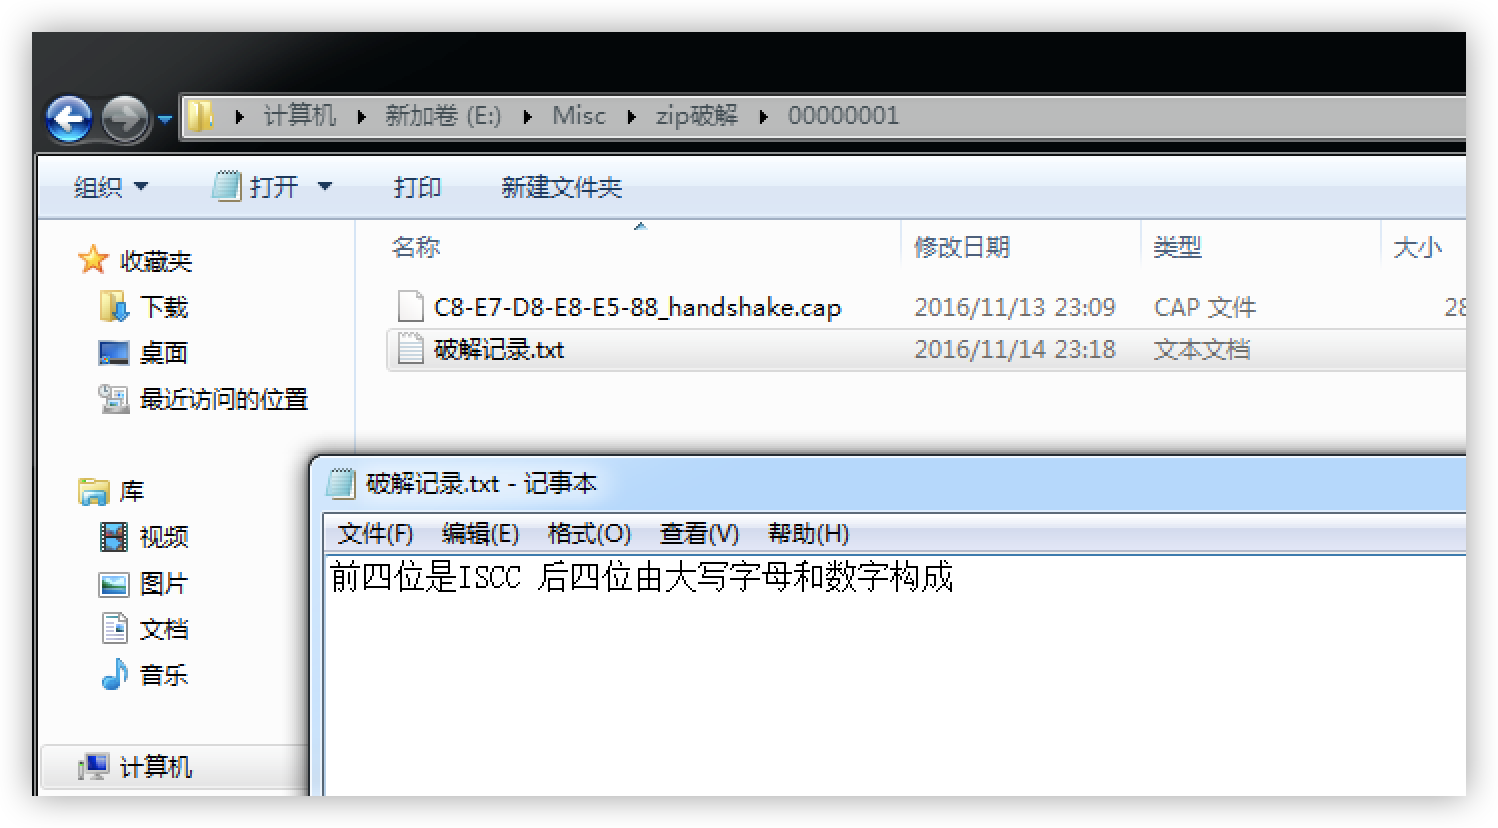 计算机 新加卷 (E:) Misc zip破解 00000001
组织 打开 打印 新建文件夹
名称 修改日期 类型 大小
收藏夹
下载
桌面
最近访问的位置
C8-E7-D8-E8-E5-88_handshake.cap 2016/11/13 23:09 CAP 文件 28
破解记录.txt 2016/11/14 23:18 文本文档
库
视频
图片
文档
音乐
计算机
破解记录.txt - 记事本
文件(F) 编辑(E) 格式(O) 查看(V) 帮助(H)
前四位是ISCC 后四位由大写字母和数字构成